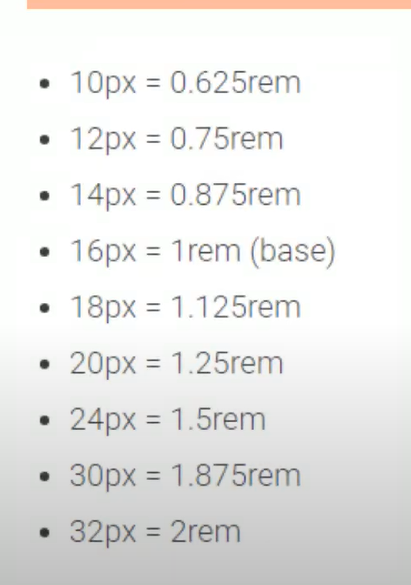 • 10px = 0.625rem
• 12px = 0.75rem
• 14px = 0.875rem
• 16px = 1rem (base)
• 18px = 1.125rem
• 20px = 1.25rem
• 24px = 1.5rem
• 30px = 1.875rem
• 32px = 2rem